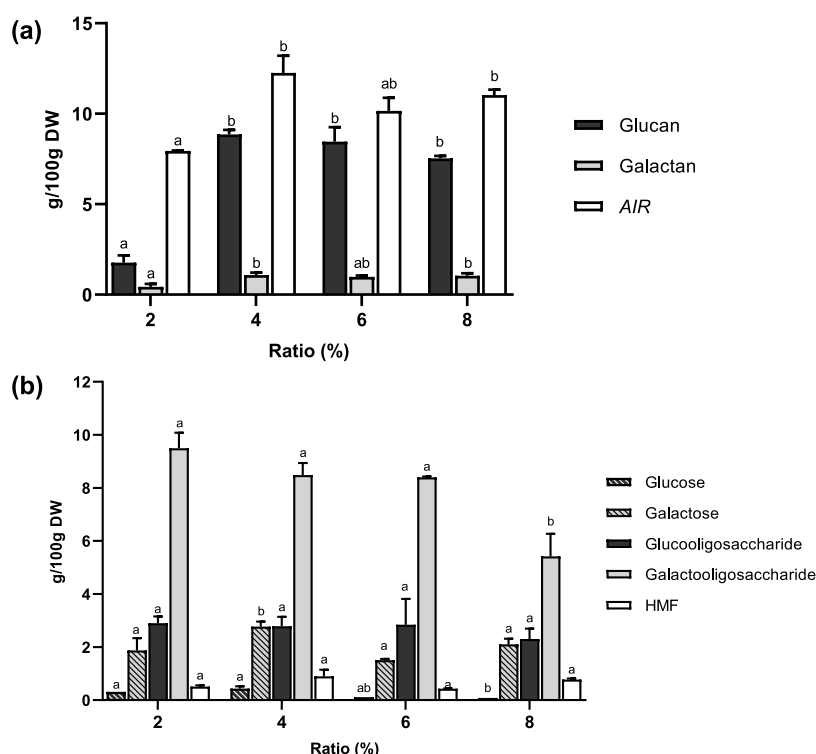 (a)
15
10
5
0
g/100g DW
a
a
a
b
b
b
b
ab
ab
b
b
b
2
4
6
8
Ratio (%)
Glucan
Galactan
AIR
(b)
12
10
8
6
4
2
0
g/100g DW
a
a
a
a
a
a
b
a
a
a
ab
a
a
a
a
b
a
a
b
a
2
4
6
8
Ratio (%)
Glucose
Galactose
Glucooligosaccharide
Galactooligosaccharide
HMF